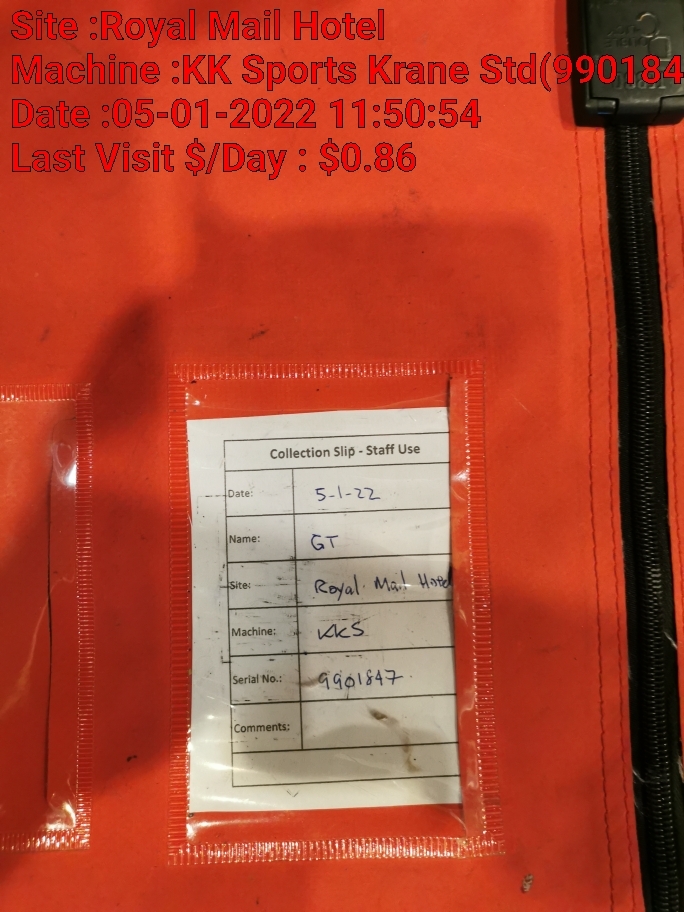 Site :Royal Mail Hotel
Machine :KK Sports Krane Std(990184
Date :05-01-2022 11:50:54
Last Visit $/Day : $0.86
Collection Slip - Staff Use
Date: 5-1-22
Name: GT
Site: Royal Mail Hotel
Machine: KKS
Serial No.: 9901847
Comments: